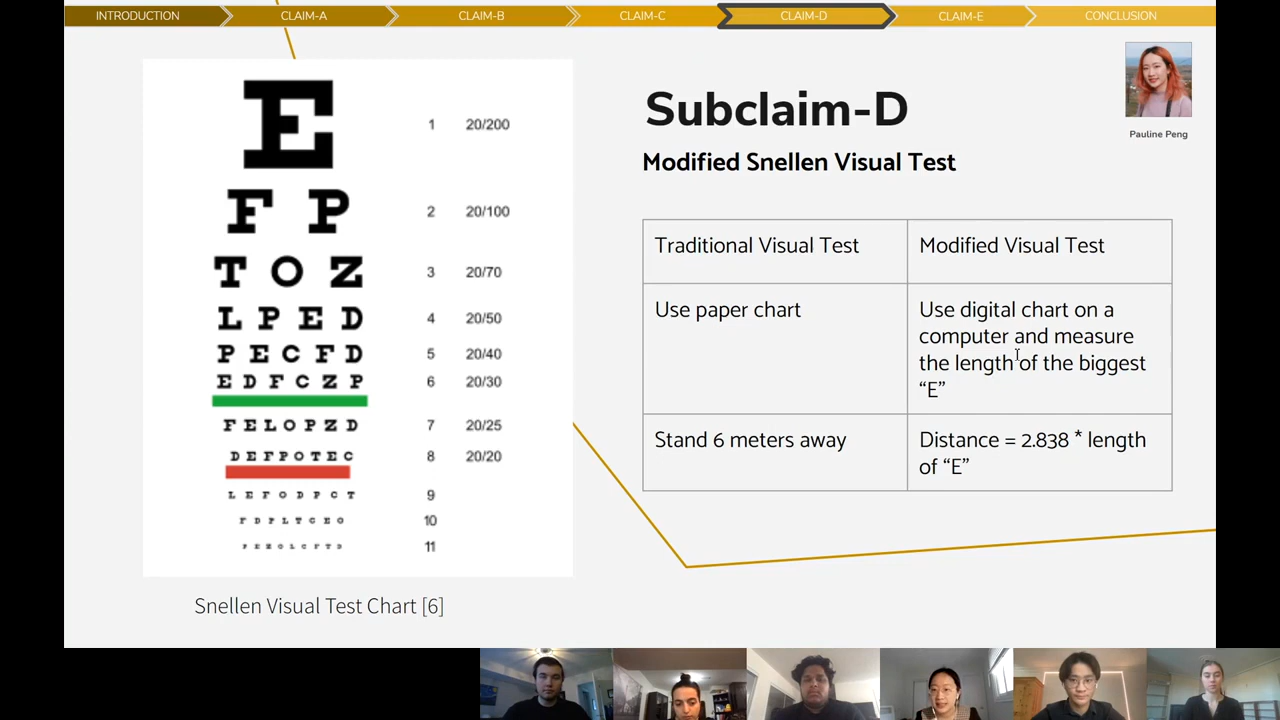 INTRODUCTION CLAIM-A CLAIM-B CLAIM-C CLAIM-D CLAIM-E CONCLUSION
E 1 20/200
F P 2 20/100
T O Z 3 20/70
L P E D 4 20/50
P E C F D 5 20/40
E D F C Z P 6 20/30
F E L O P Z D 7 20/25
D E F P O T E C 8 20/20
L E F O D P C T 9
F D P L T C E O 10
P E Z O L C F T D 11
Snellen Visual Test Chart [6]
Subclaim-D
Pauline Peng
Modified Snellen Visual Test
Traditional Visual Test
Modified Visual Test
Use paper chart
Use digital chart on a
computer and measure
the length of the biggest
“E”
Stand 6 meters away
Distance = 2.838 * length
of “E”